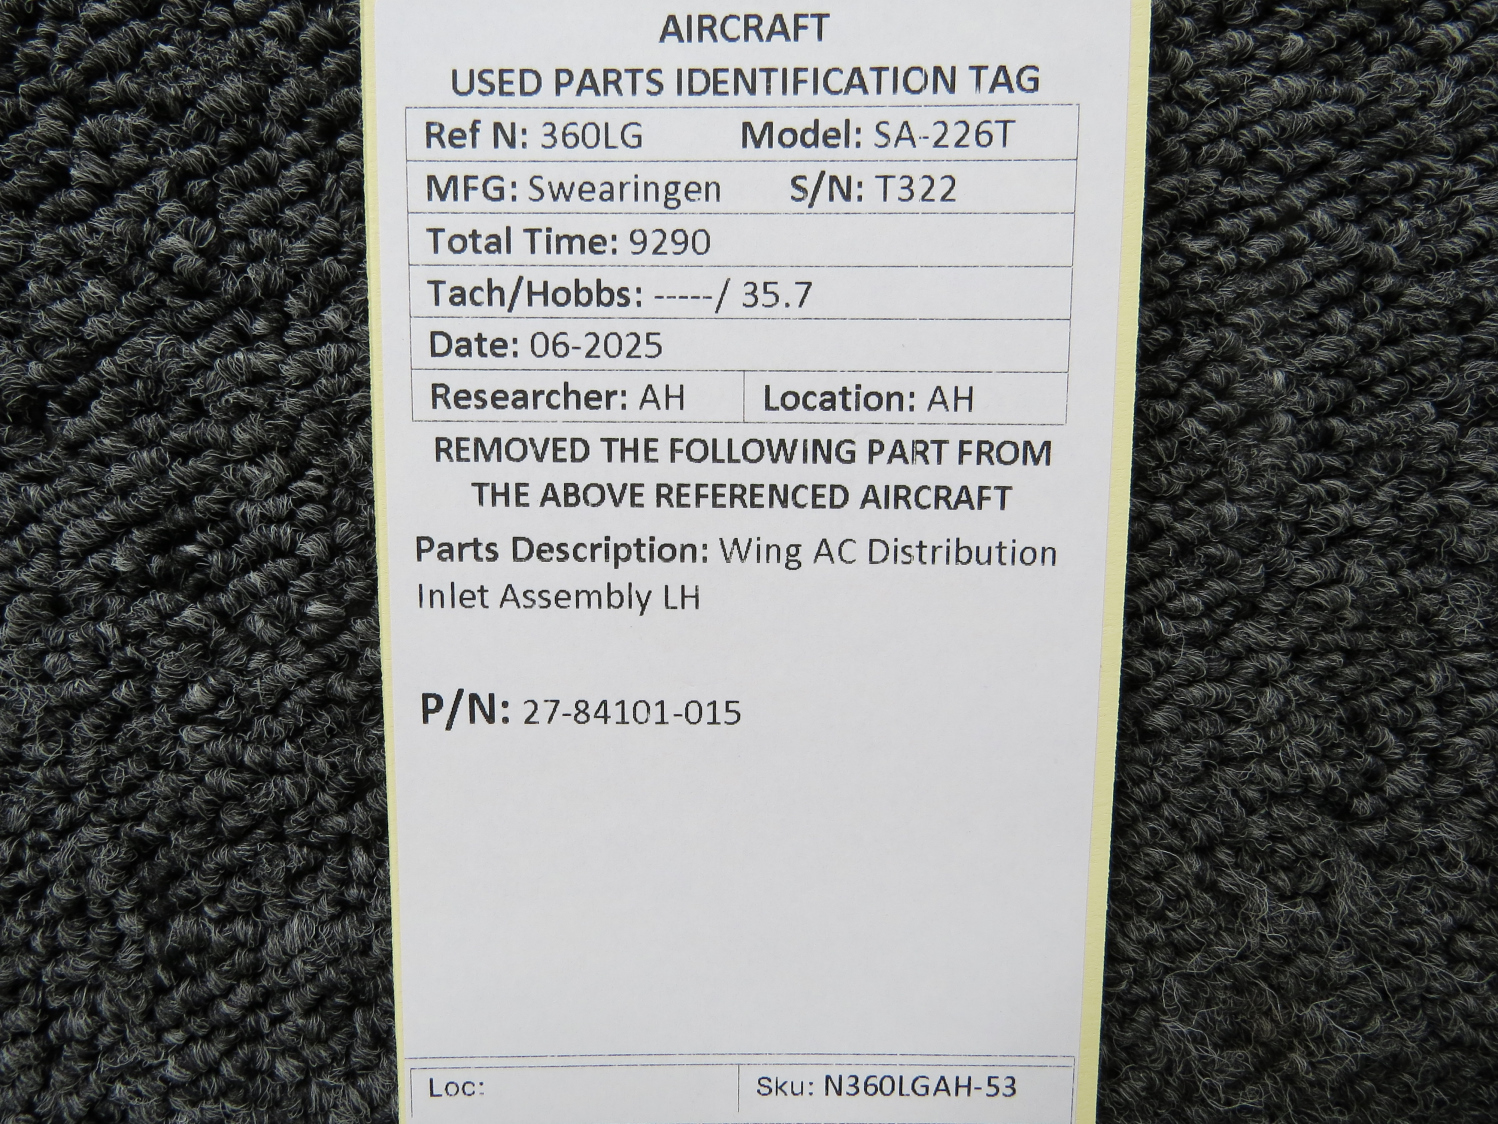 AIRCRAFT
USED PARTS IDENTIFICATION TAG
Ref N: 360LG Model: SA-226T
MFG: Swearingen S/N: T322
Total Time: 9290
Tach/Hobbs: -----/ 35.7
Date: 06-2025
Researcher: AH Location: AH
REMOVED THE FOLLOWING PART FROM
THE ABOVE REFERENCED AIRCRAFT
Parts Description: Wing AC Distribution
Inlet Assembly LH
P/N: 27-84101-015
Loc: Sku: N360LGAH-53